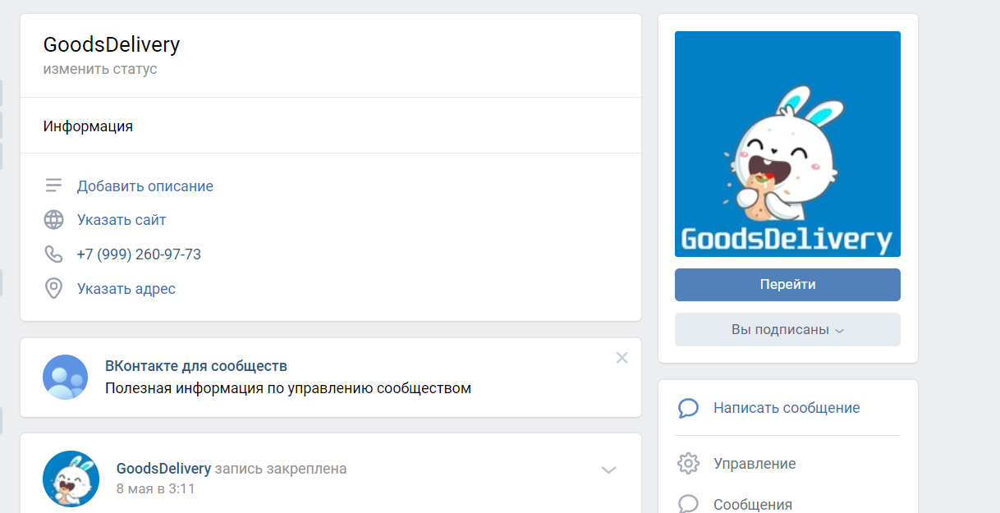 GoodsDelivery
изменить статус
Информация
Добавить описание
Указать сайт
+7 (999) 260-97-73
Указать адрес
ВКонтакте для сообществ
Полезная информация по управлению сообществом
GoodsDelivery запись закреплена
8 мая в 3:11
GoodsDelivery
Перейти
Вы подписаны
Написать сообщение
Управление
Сообщения